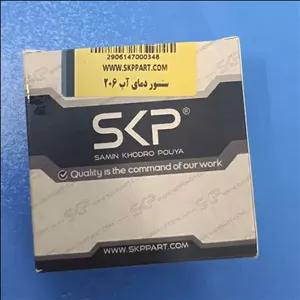 2906147000348
WWW.SKPPART.COM
سنسور دمای آب ۲۰۶
SKP®
SAMIN KHODRO POUYA
Quality is the command of our work
WWW.SKPPART.COM